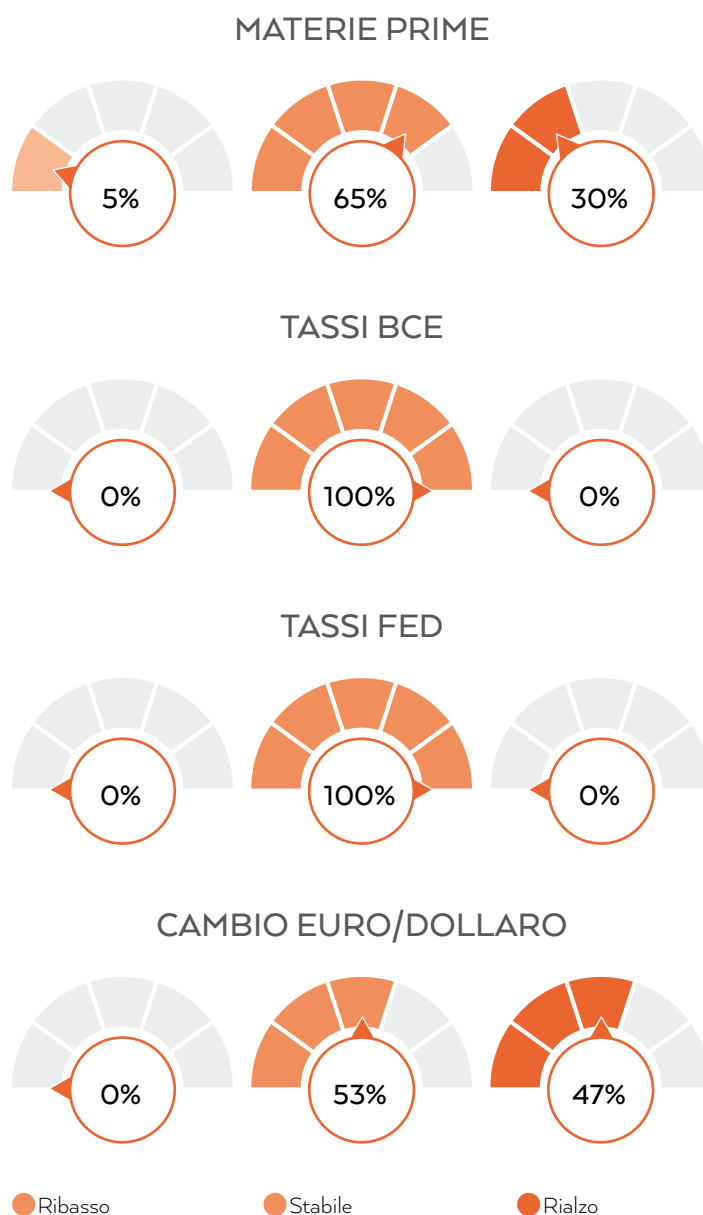 MATERIE PRIME
5% 65% 30%
TASSI BCE
0% 100% 0%
TASSI FED
0% 100% 0%
CAMBIO EURO/DOLLARO
0% 53% 47%
Ribasso Stabile Rialzo